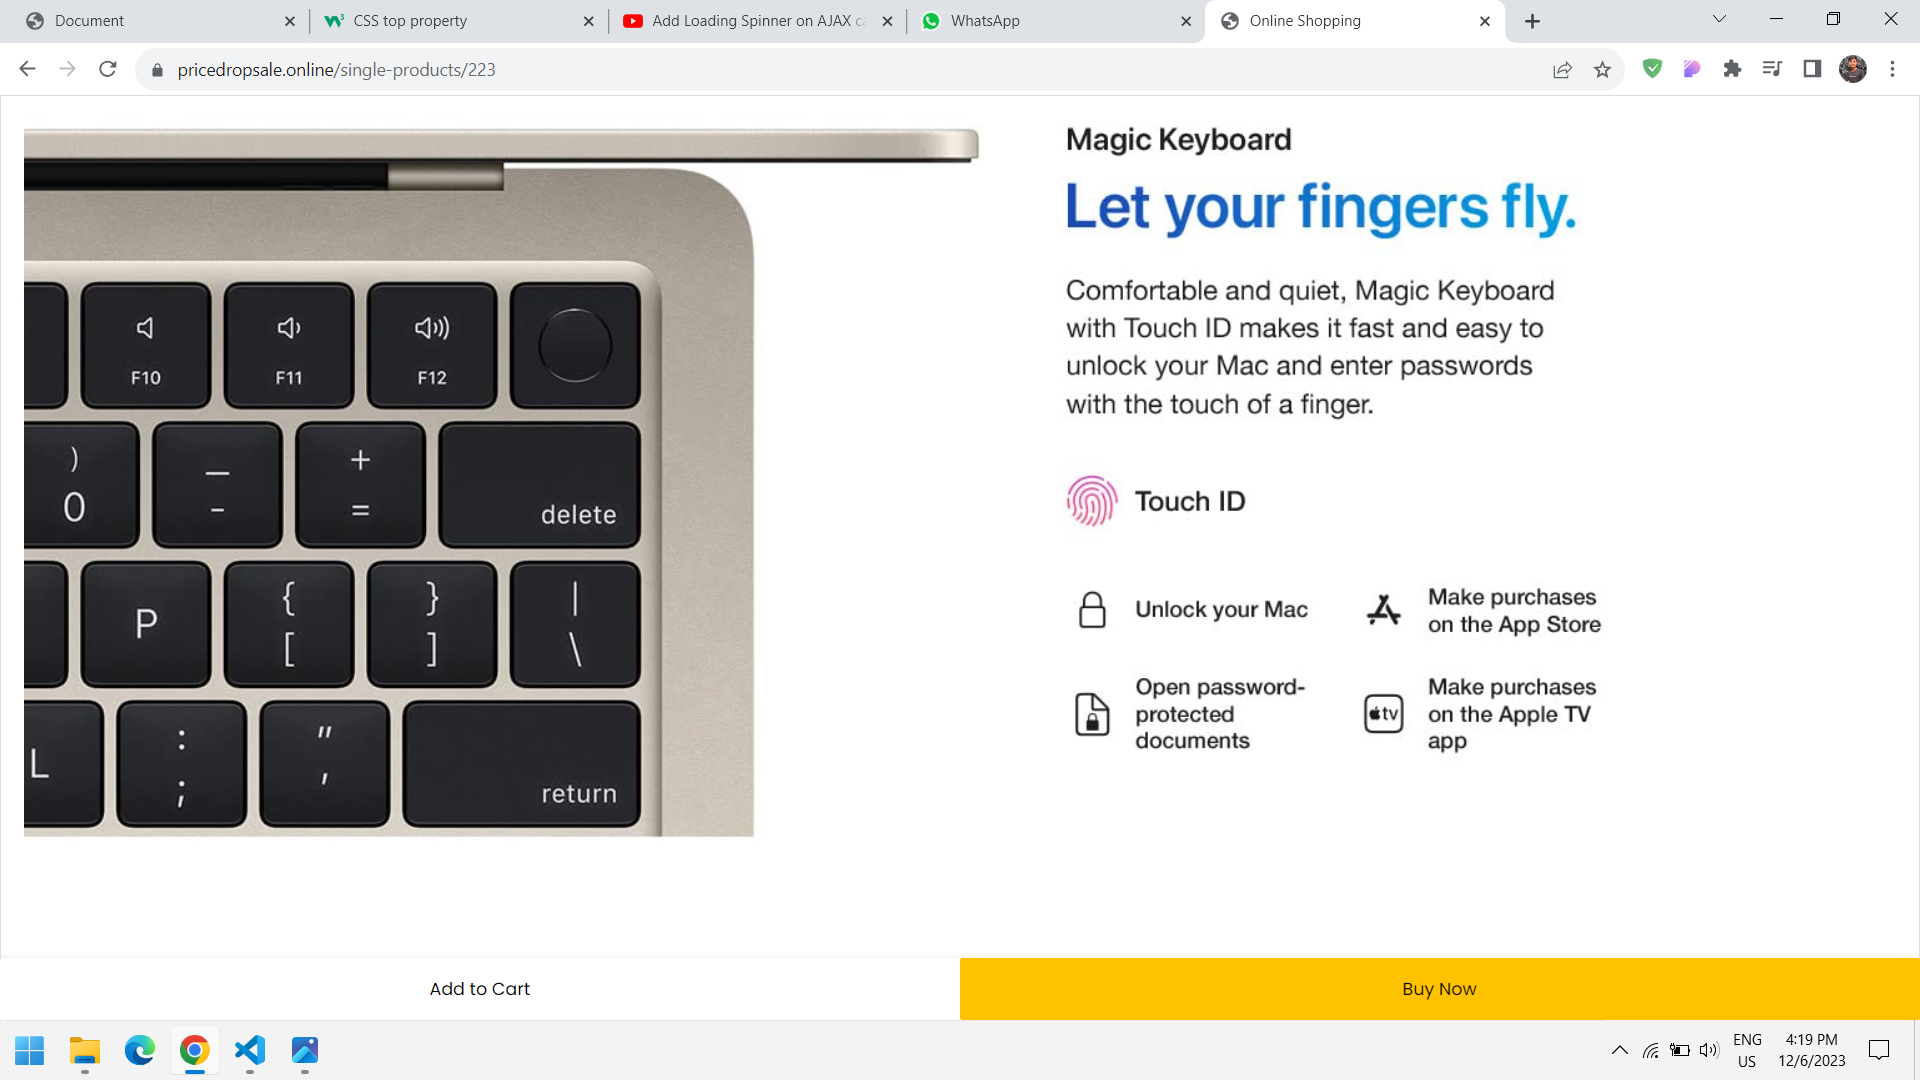 Document
CSS top property
Add Loading Spinner on AJAX ca
WhatsApp
Online Shopping
pricedropsale.online/single-products/223
Magic Keyboard
Let your fingers fly.
Comfortable and quiet, Magic Keyboard
with Touch ID makes it fast and easy to
unlock your Mac and enter passwords
with the touch of a finger.
Touch ID
Unlock your Mac
Make purchases
on the App Store
Open password-
protected
documents
tv
Make purchases
on the Apple TV
app
F10
F11
F12
)
0
—
-
+
=
delete
P
{
[
}
]
|
\
L
:
;
"
'
return
Add to Cart
Buy Now
ENG
US
4:19 PM
12/6/2023